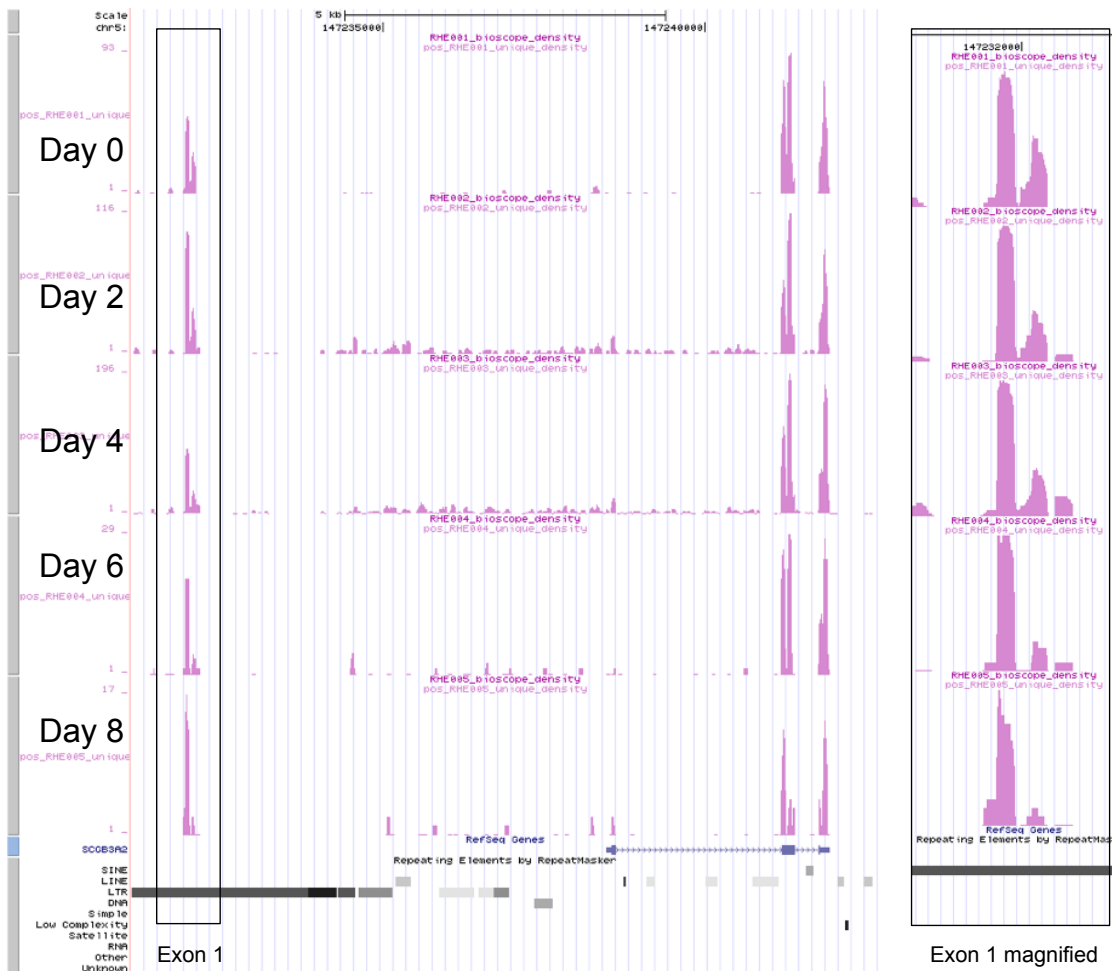 Scale
5 kb
chr5:
147235000
147240000
RHE001_bioscope_density
pos_RHE001_unique_density
93 _
pos_RHE001_unique
Day 0
1 _
RHE002_bioscope_density
pos_RHE002_unique_density
116 _
pos_RHE002_unique
Day 2
1 _
RHE003_bioscope_density
pos_RHE003_unique_density
196 _
Day 4
1 _
RHE004_bioscope_density
pos_RHE004_unique_density
29 _
Day 6
pos_RHE004_unique
1 _
RHE005_bioscope_density
pos_RHE005_unique_density
17 _
Day 8
pos_RHE005_unique
1 _
RefSeq Genes
SCGB3A2
Repeating Elements by RepeatMasker
SINE
LINE
LTR
DNA
Simple
Low Complexity
Satellite
RNA
Other
Unknown
Exon 1
147232000
RHE001_bioscope_density
pos_RHE001_unique_density
RHE002_bioscope_density
pos_RHE002_unique_density
RHE003_bioscope_density
pos_RHE003_unique_density
RHE004_bioscope_density
pos_RHE004_unique_density
RHE005_bioscope_density
pos_RHE005_unique_density
RefSeq Genes
Repeating Elements by RepeatMas
Exon 1 magnified